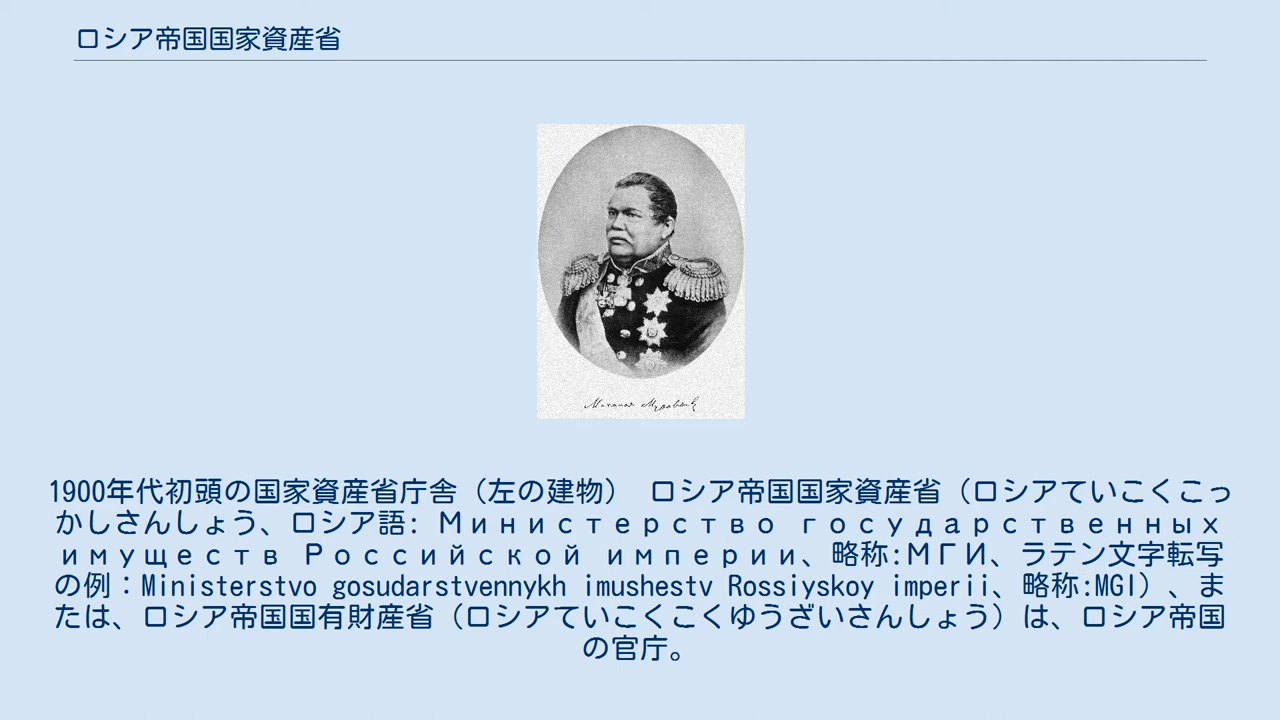 ロシア帝国国家資産省
1900年代初頭の国家資産省庁舎（左の建物） ロシア帝国国家資産省（ロシアていこくこっ
かしさんしょう、ロシア語: Министерство государственных
имуществ Российской империи、略称:МГИ、ラテン文字転写
の例：Ministerstvo gosudarstvennykh imushestv Rossiyskoy imperii、略称:MGI）、ま
たは、ロシア帝国国有財産省（ロシアていこくこくゆうざいさんしょう）は、ロシア帝国
の官庁。